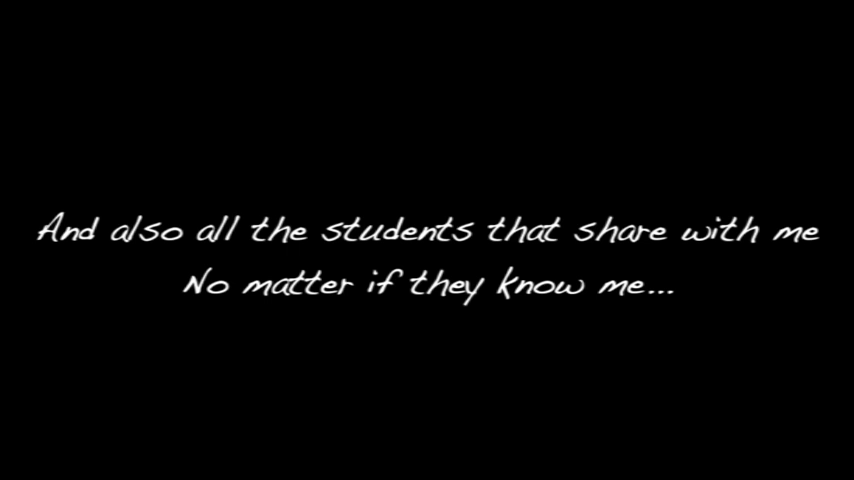 And also all the students that share with me
No matter if they know me...